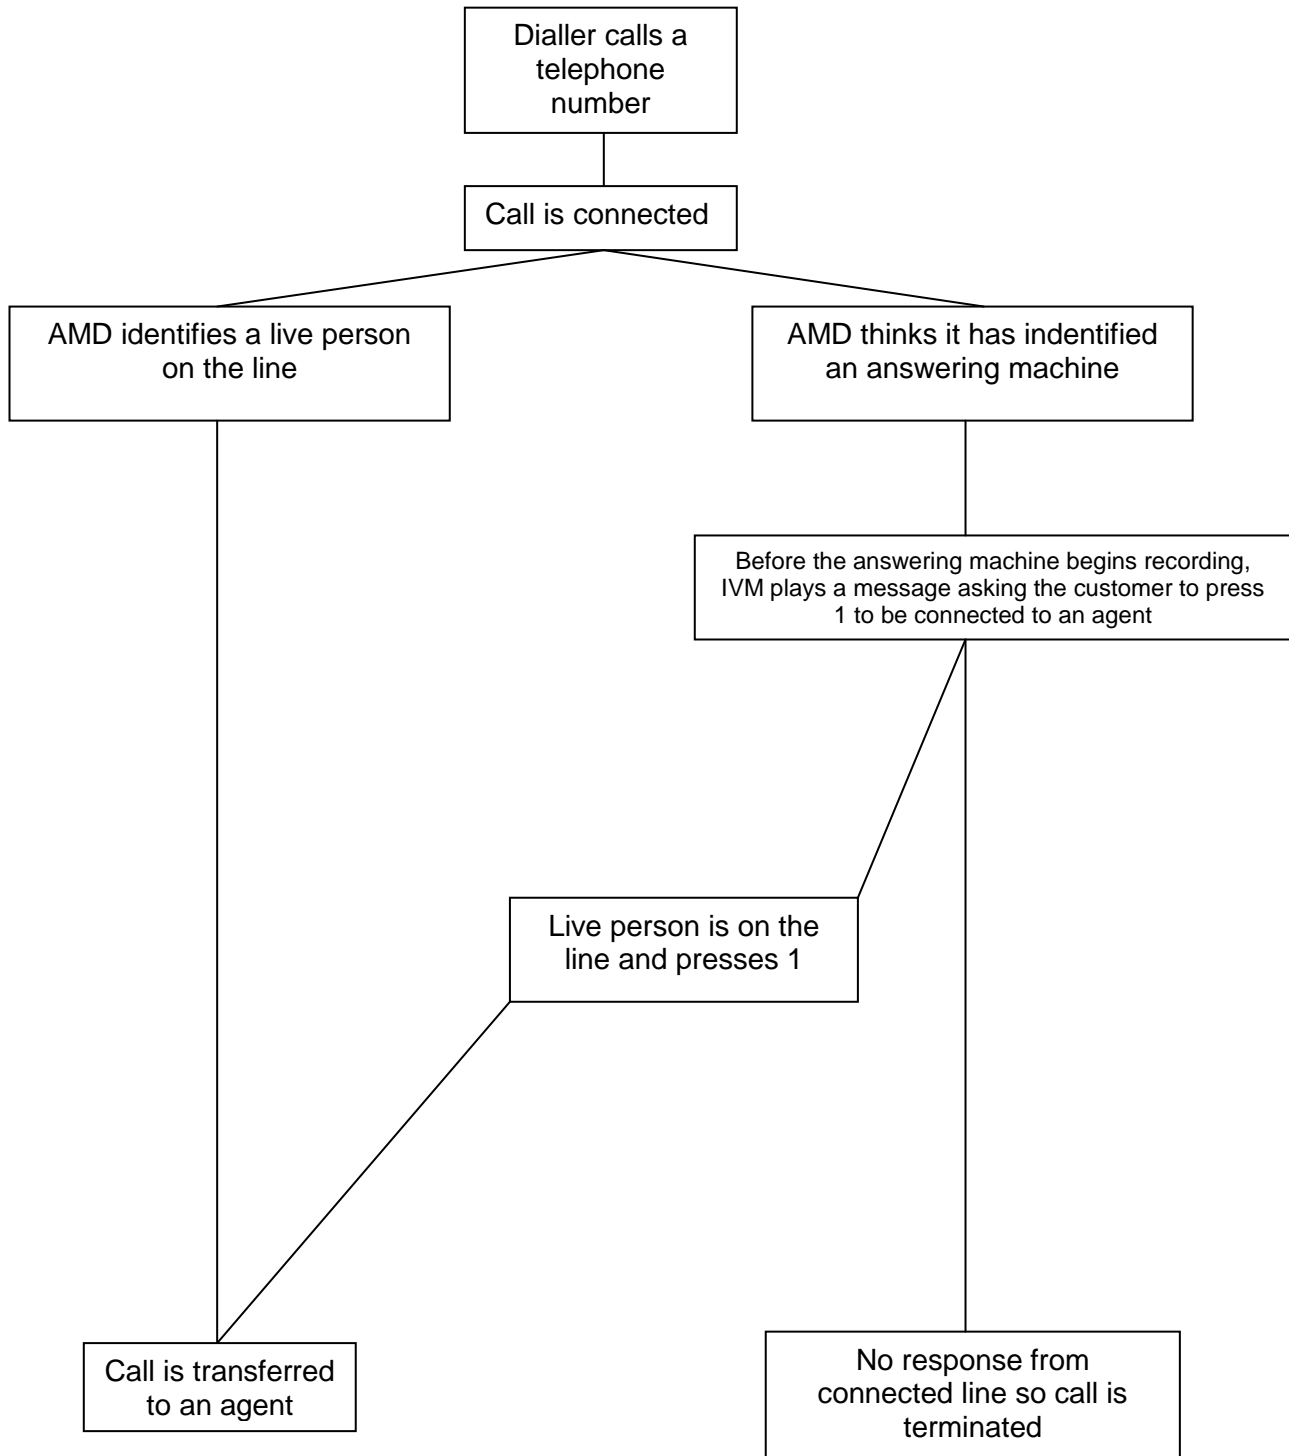 Dialler calls a
telephone
number
Call is connected
AMD identifies a live person
on the line
AMD thinks it has indentified
an answering machine
Before the answering machine begins recording,
IVM plays a message asking the customer to press
1 to be connected to an agent
Live person is on the
line and presses 1
Call is transferred
to an agent
No response from
connected line so call is
terminated